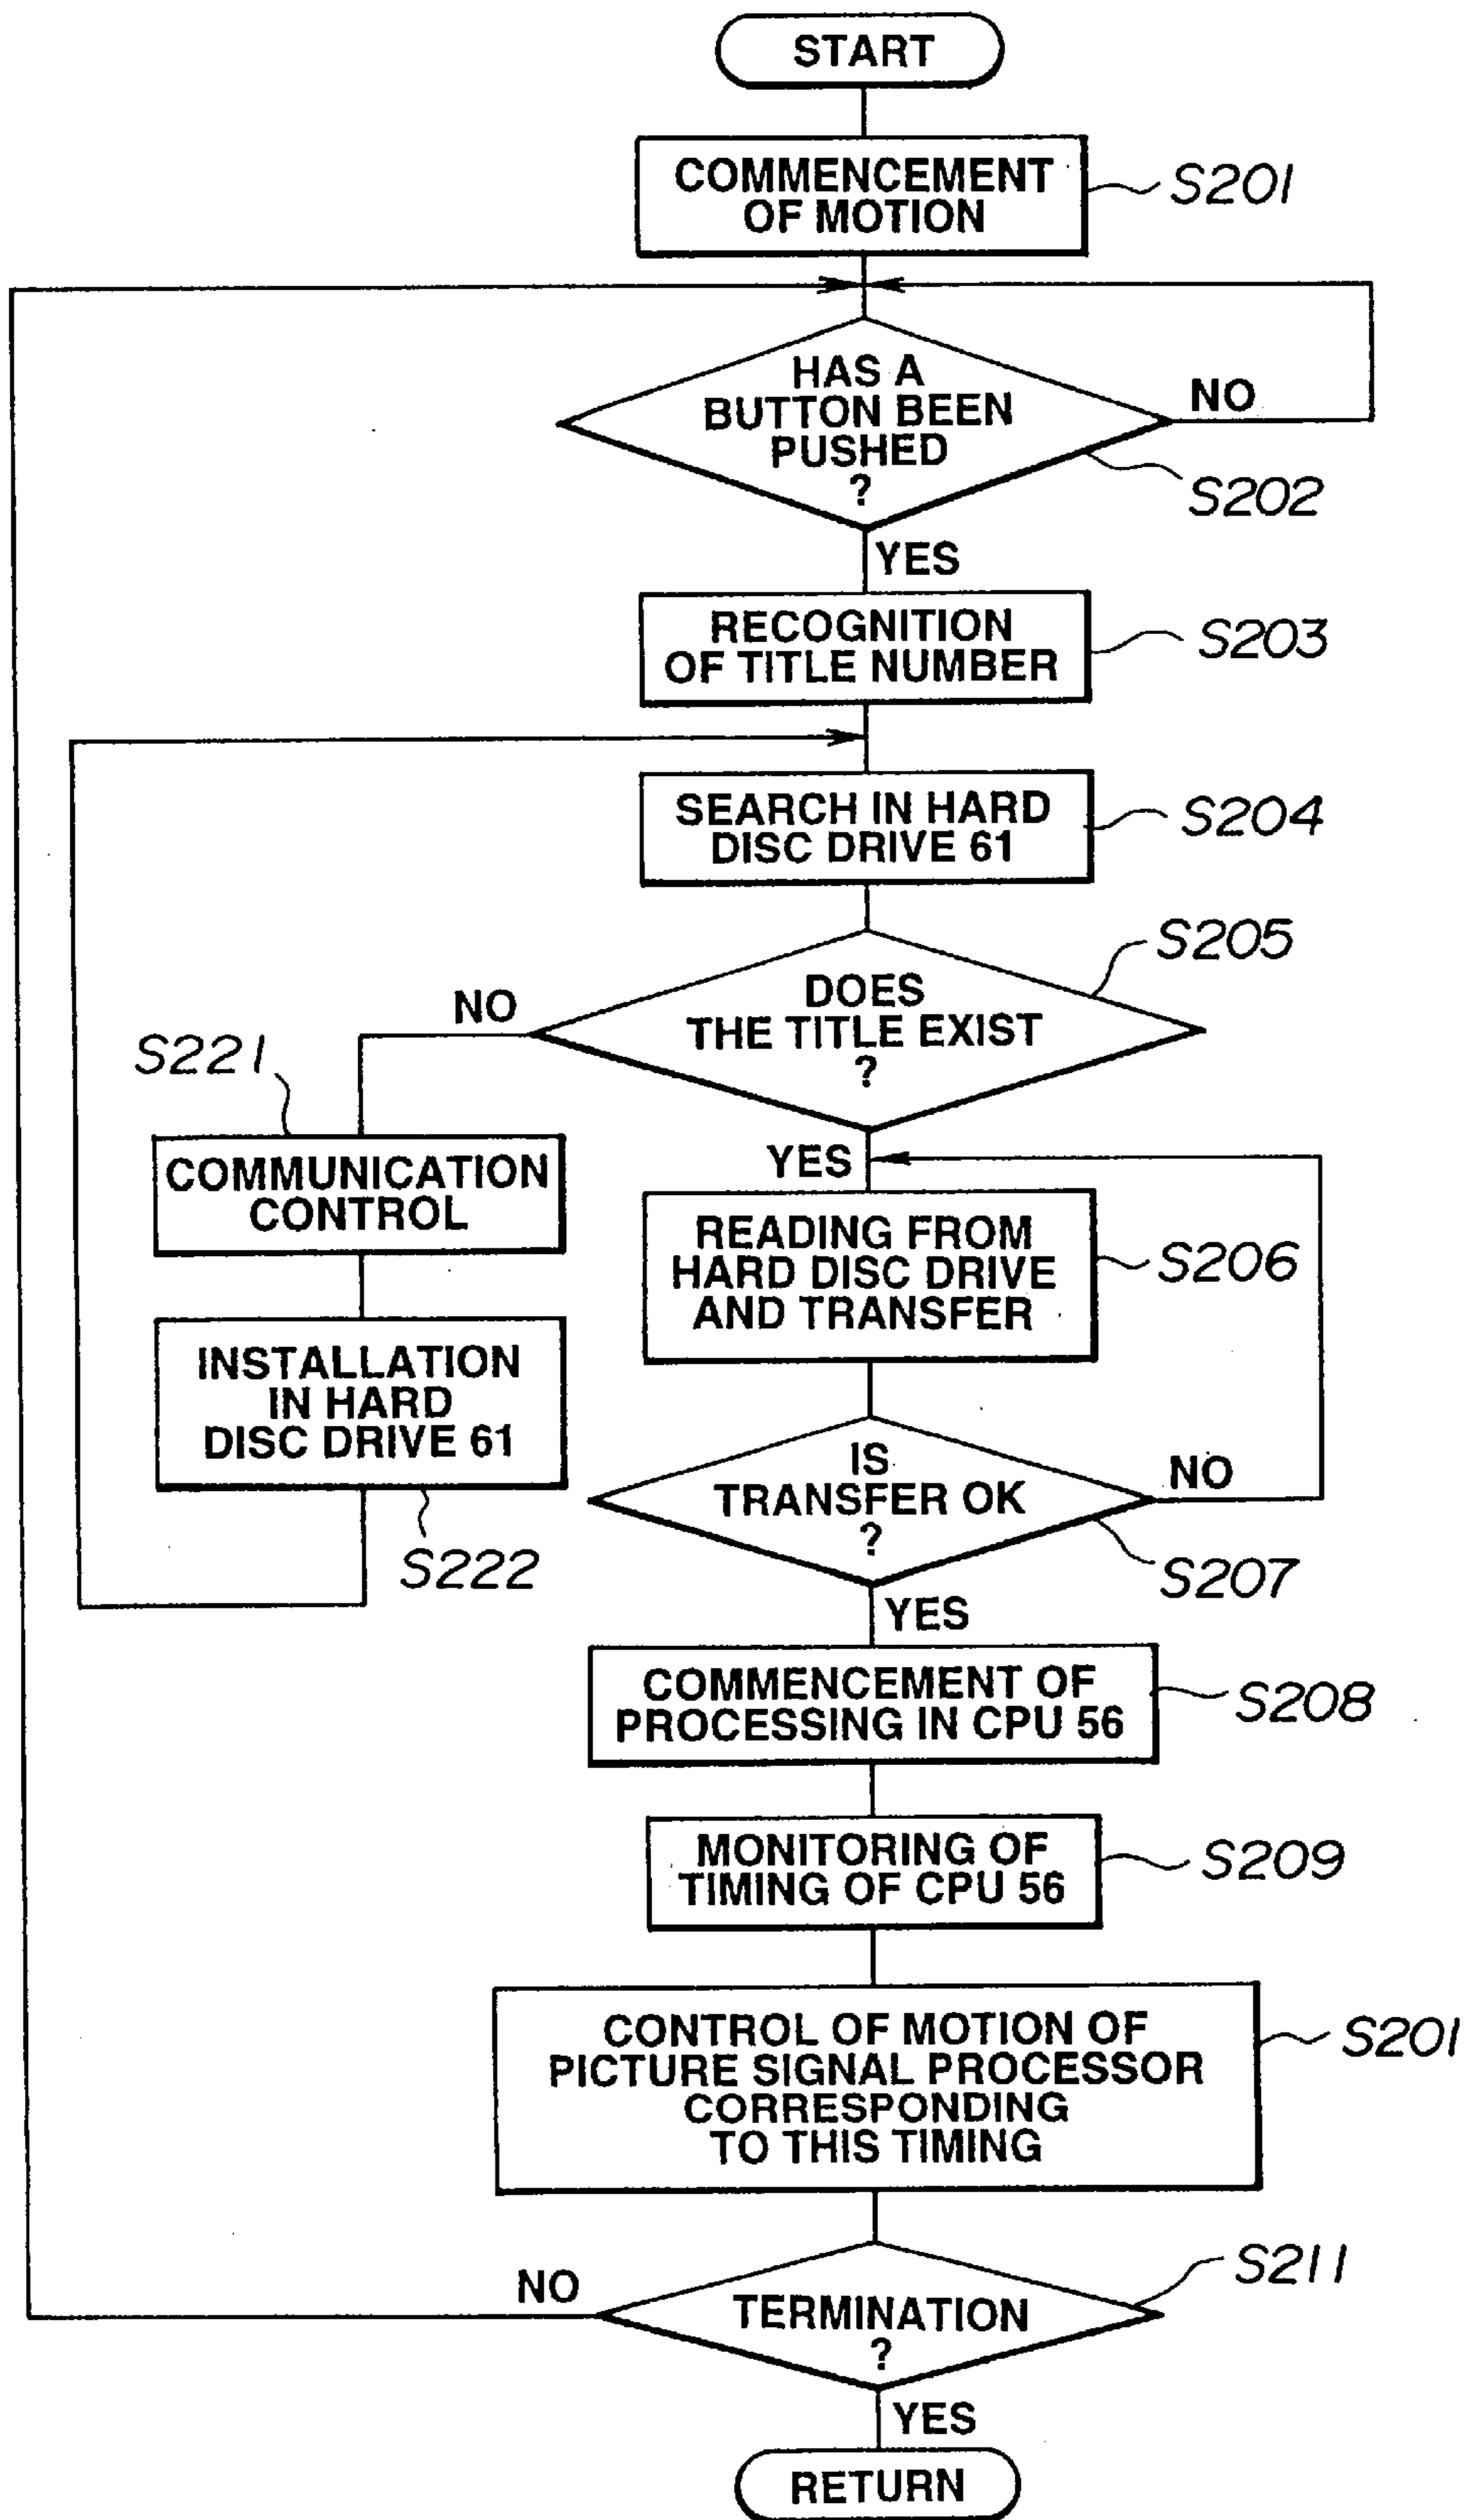 START
COMMENCEMENT
OF MOTION
S201
HAS A
BUTTON BEEN
PUSHED
?
NO
S202
YES
RECOGNITION
OF TITLE NUMBER
S203
SEARCH IN HARD
DISC DRIVE 61
S204
S205
DOES
THE TITLE EXIST
?
NO
S221
COMMUNICATION
CONTROL
INSTALLATION
IN HARD
DISC DRIVE 61
S222
YES
READING FROM
HARD DISC DRIVE
AND TRANSFER
S206
IS
TRANSFER OK
?
NO
S207
YES
COMMENCEMENT OF
PROCESSING IN CPU 56
S208
MONITORING OF
TIMING OF CPU 56
S209
CONTROL OF MOTION OF
PICTURE SIGNAL PROCESSOR
CORRESPONDING
TO THIS TIMING
S201
S211
NO
TERMINATION
?
YES
RETURN